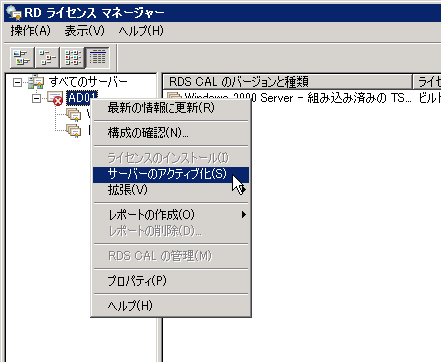 RD ライセンス マネージャー
操作(A) 表示(V) ヘルプ(H)
すべてのサーバー
AD01
RDS CAL のバージョンと種類 ライセ
Windows 2000 Server - 組み込み済みの TS... ビルド
最新の情報に更新(R)
構成の確認(N)...
ライセンスのインストール(I)
サーバーのアクティブ化(S)
拡張(V)
レポートの作成(O)
レポートの削除(D)...
RDS CAL の管理(M)
プロパティ(P)
ヘルプ(H)